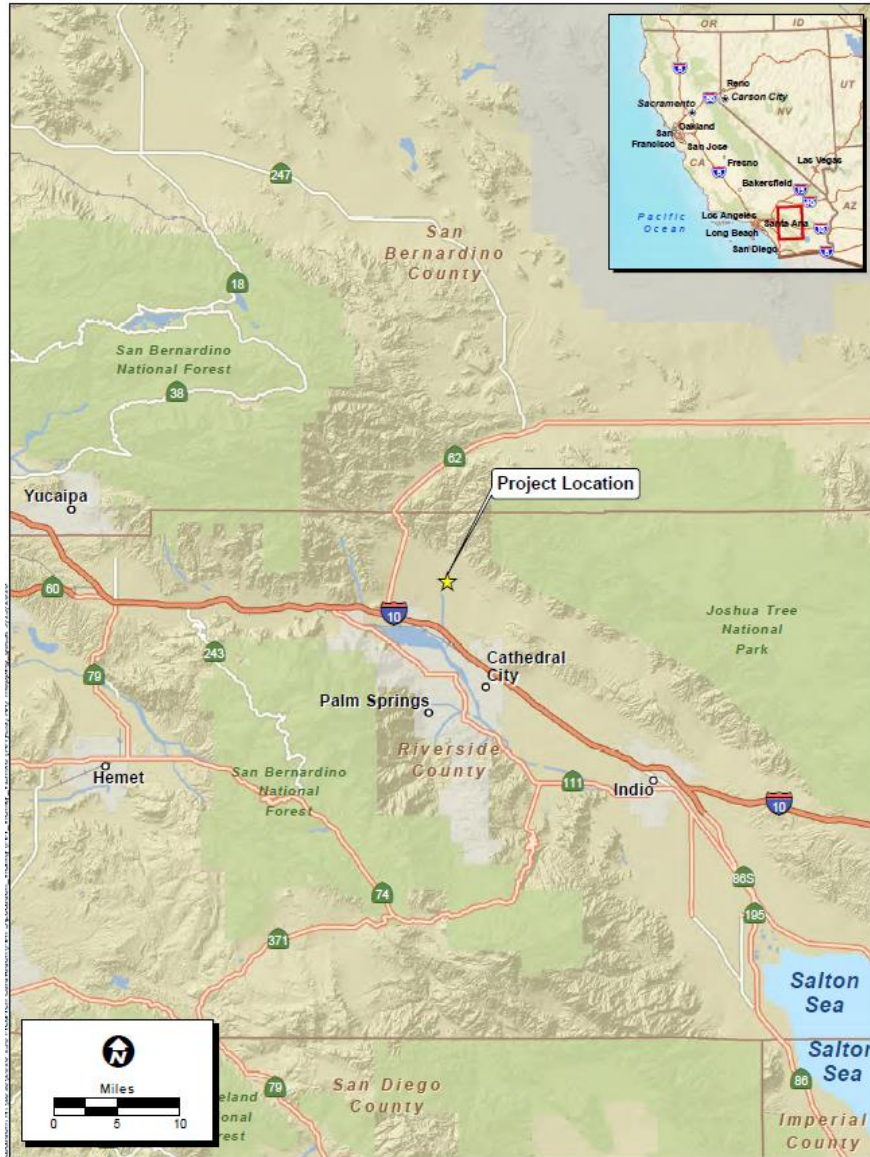 OR
ID
Reno
Carson City
Sacramento
NV
UT
Oakland
San
Francisco
San Jose
CA
Fresno
5
Las Vegas
Bakersfield
15
AZ
Los Angeles
Santa Ana
10
Long Beach
San Diego
8
Pacific
Ocean
247
San
Bernardino
County
18
San Bernardino
National Forest
38
62
Project Location
Yucaipa
60
10
Joshua Tree
National
Park
243
79
Cathedral
City
Palm Springs
Riverside
County
Hemet
San Bernardino
National
Forest
111
Indio
10
74
86S
195
371
Salton
Sea
Salton
Sea
N
Miles
0 5 10
79
San Diego
County
86
Imperial
County